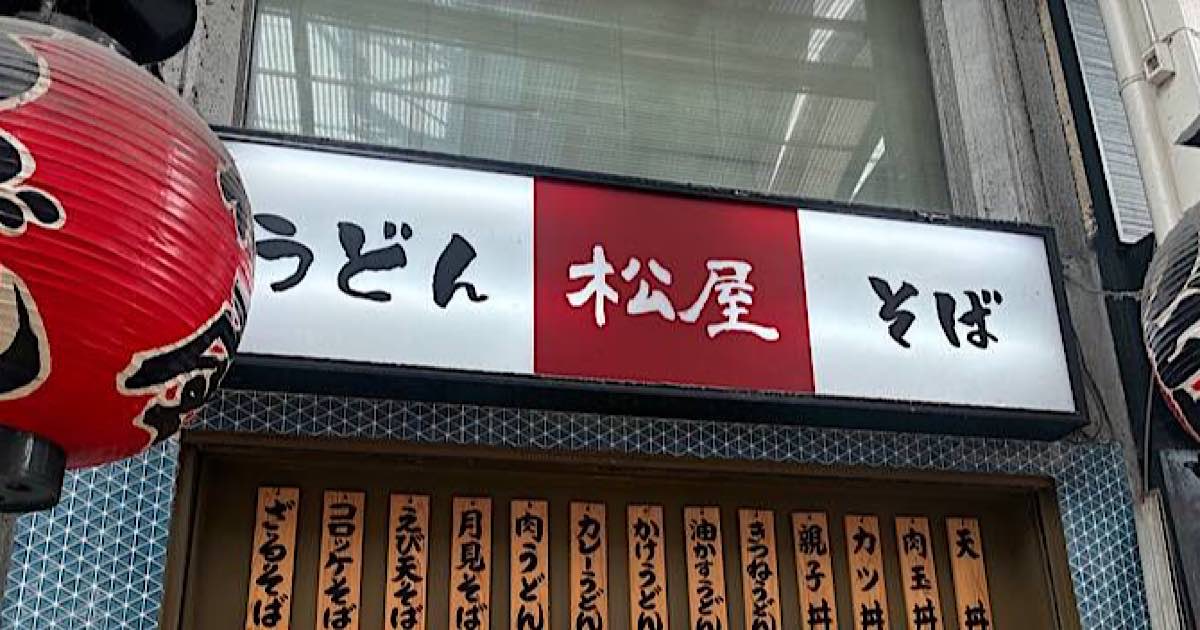 うどん 松屋 そば
ざるそば
コロッケそば
えび天そば
月見そば
肉うどん
カレーうどん
かけうどん
油かすうどん
きつねうどん
親子丼
カツ丼
肉玉丼
天丼